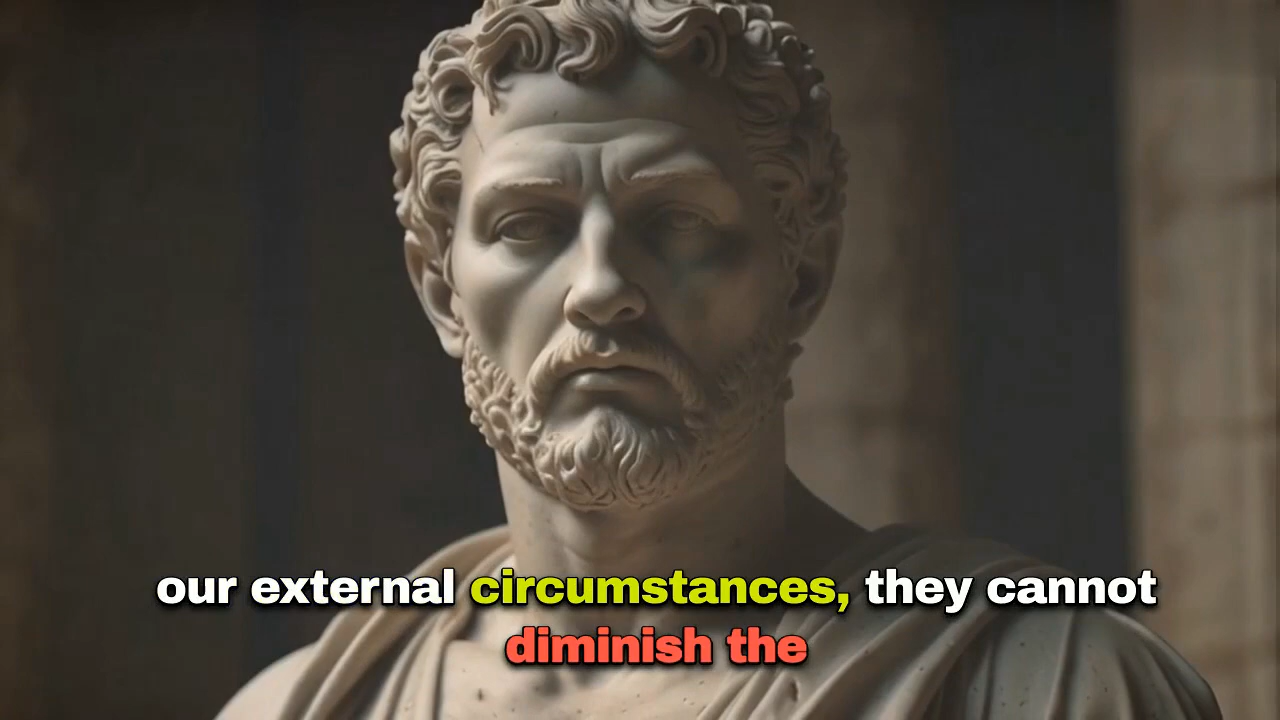 our external circumstances, they cannot
diminish the